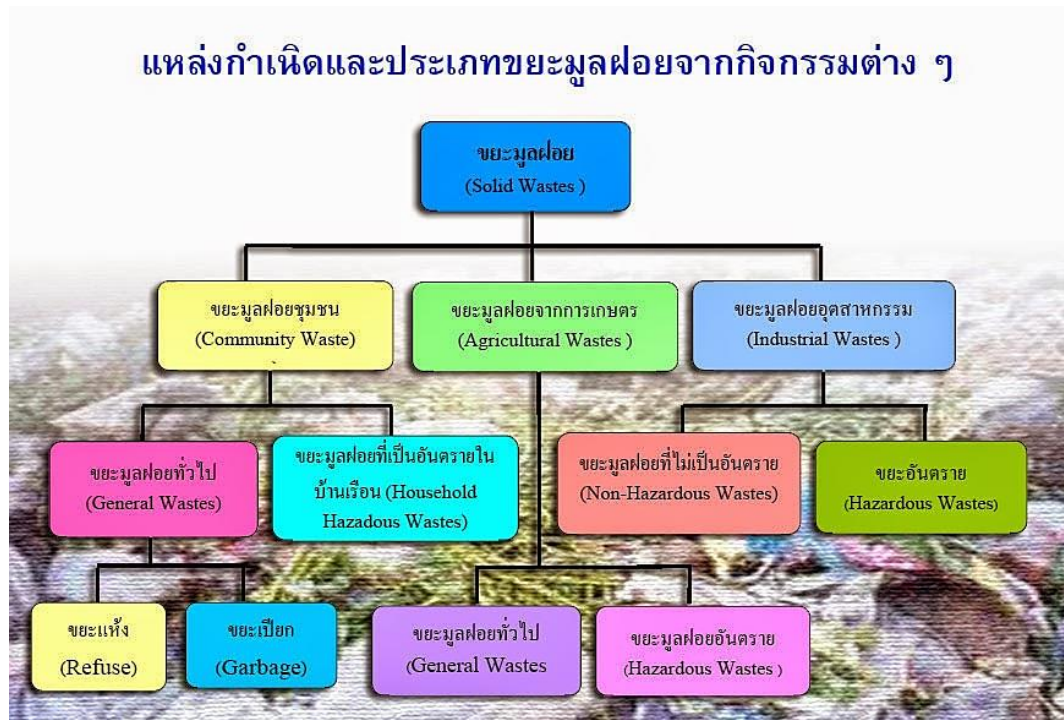 แหล่งกำเนิดและประเภทขยะมูลฝอยจากกิจกรรมต่าง ๆ
ขยะมูลฝอย
(Solid Wastes )
ขยะมูลฝอยชุมชน
(Community Waste)
ขยะมูลฝอยจากการเกษตร
(Agricultural Wastes )
ขยะมูลฝอยอุตสาหกรรม
(Industrial Wastes )
ขยะมูลฝอยทั่วไป
(General Wastes)
ขยะมูลฝอยที่เป็นอันตรายใน
บ้านเรือน (Household
Hazadous Wastes)
ขยะมูลฝอยที่ไม่เป็นอันตราย
(Non-Hazardous Wastes)
ขยะอันตราย
(Hazardous Wastes)
ขยะแห้ง
(Refuse)
ขยะเปียก
(Garbage)
ขยะมูลฝอยทั่วไป
(General Wastes
ขยะมูลฝอยอันตราย
(Hazardous Wastes )